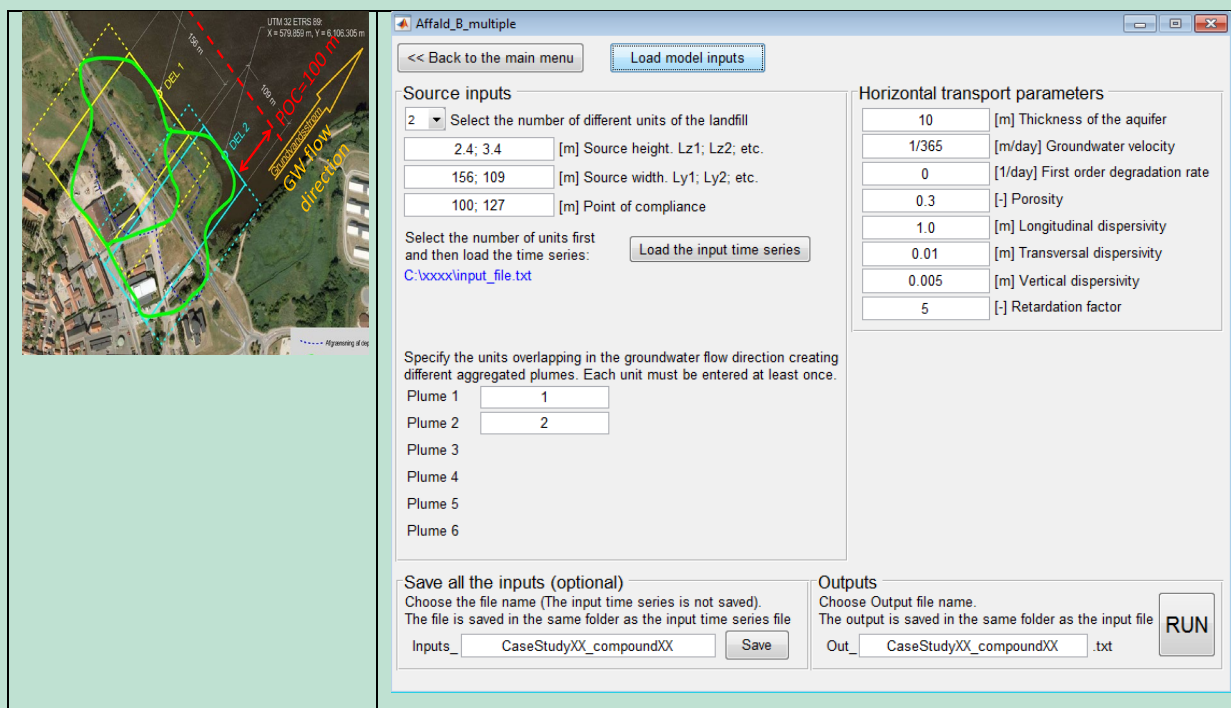 UTM 32 ETRS 89:
X = 579.859 m, Y = 6.106.305 m
156 m
DEL 1
109 m
POC=100 m
DEL 2
Grundvandsstrøm
GW flow
direction
Afgrænsning af dep
Affald_B_multiple
<< Back to the main menu
Load model inputs
Source inputs
2 Select the number of different units of the landfill
2.4; 3.4 [m] Source height. Lz1; Lz2; etc.
156; 109 [m] Source width. Ly1; Ly2; etc.
100; 127 [m] Point of compliance
Select the number of units first
and then load the time series:
Load the input time series
C:\xxxx\input_file.txt
Specify the units overlapping in the groundwater flow direction creating
different aggregated plumes. Each unit must be entered at least once.
Plume 1 1
Plume 2 2
Plume 3
Plume 4
Plume 5
Plume 6
Horizontal transport parameters
10 [m] Thickness of the aquifer
1/365 [m/day] Groundwater velocity
0 [1/day] First order degradation rate
0.3 [-] Porosity
1.0 [m] Longitudinal dispersivity
0.01 [m] Transversal dispersivity
0.005 [m] Vertical dispersivity
5 [-] Retardation factor
Save all the inputs (optional)
Choose the file name (The input time series is not saved).
The file is saved in the same folder as the input time series file
Inputs_ CaseStudyXX_compoundXX Save
Outputs
Choose Output file name.
The output is saved in the same folder as the input file
Out_ CaseStudyXX_compoundXX .txt
RUN